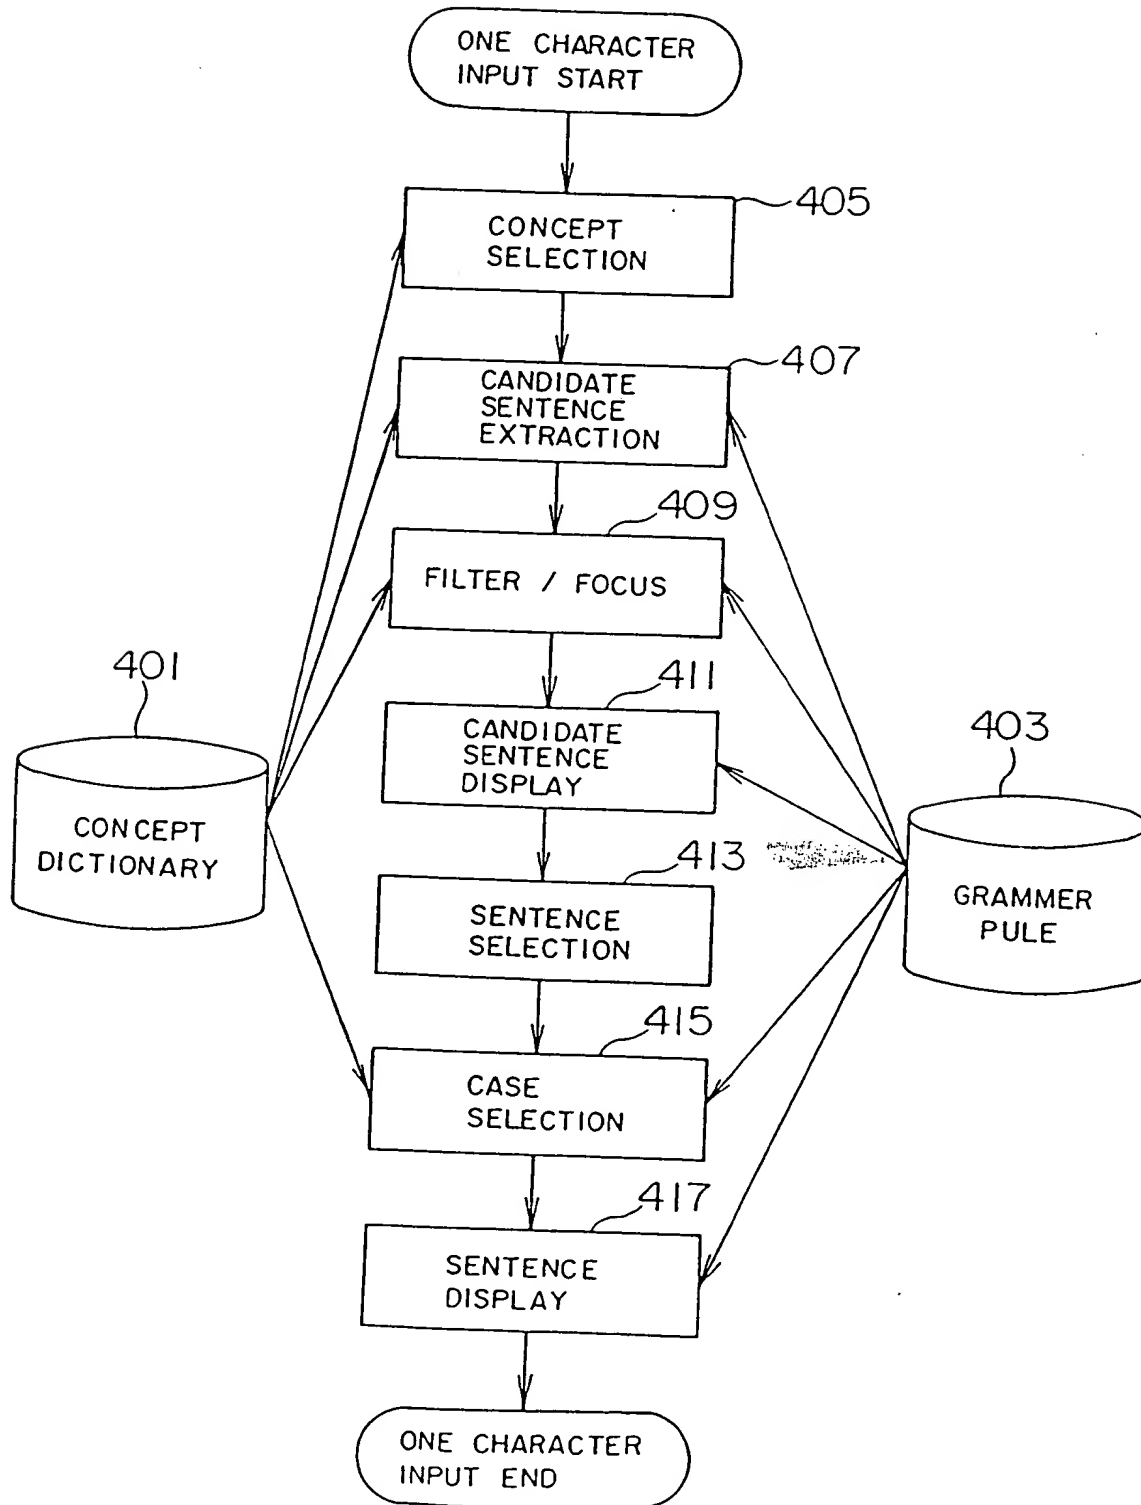 ONE CHARACTER
INPUT START
405
CONCEPT
SELECTION
407
CANDIDATE
SENTENCE
EXTRACTION
409
FILTER / FOCUS
401
CONCEPT
DICTIONARY
411
CANDIDATE
SENTENCE
DISPLAY
403
GRAMMER
PULE
413
SENTENCE
SELECTION
415
CASE
SELECTION
417
SENTENCE
DISPLAY
ONE CHARACTER
INPUT END